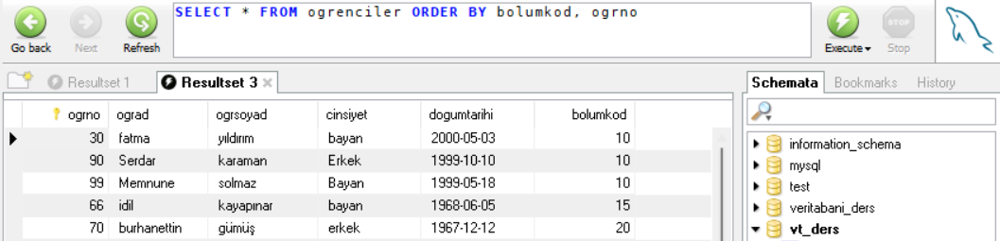 SELECT * FROM ogrenciler ORDER BY bolumkod, ogrno
Go back Next Refresh Execute Stop
STOP
Resultset 1 Resultset 3
Schemata Bookmarks History
ogrno ograd ogrsoyad cinsiyet dogumtarihi bolumkod
30 fatma yıldırım bayan 2000-05-03 10
90 Serdar karaman Erkek 1999-10-10 10
99 Memnune solmaz Bayan 1999-05-18 10
66 idil kayapınar bayan 1968-06-05 15
70 burhanettin gümüş erkek 1967-12-12 20
information_schema
mysql
test
veritabani_ders
vt_ders